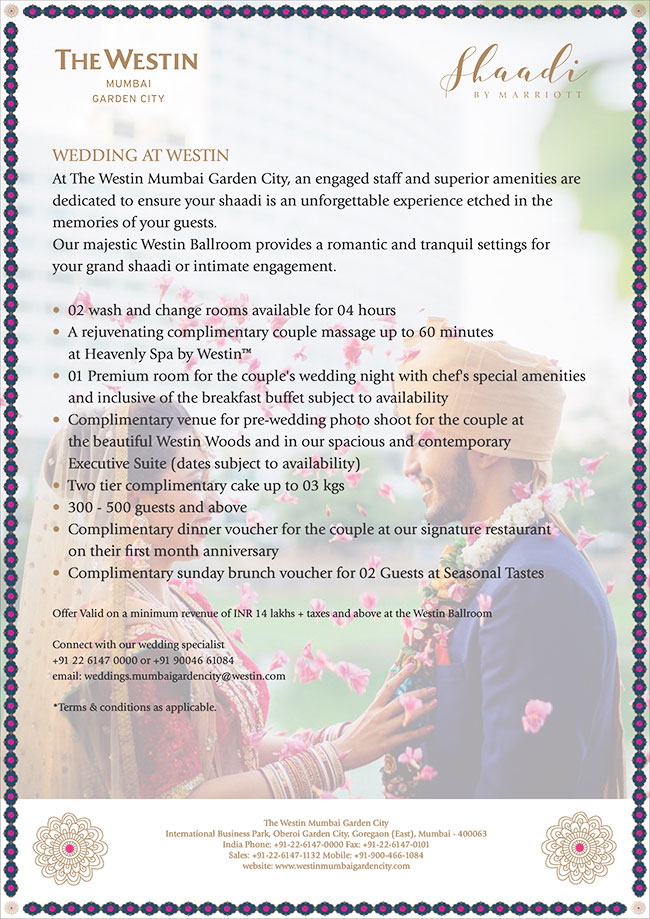 THE WESTIN
MUMBAI
GARDEN CITY
Shaadi
BY MARRIOTT
WEDDING AT WESTIN
At The Westin Mumbai Garden City, an engaged staff and superior amenities are
dedicated to ensure your shaadi is an unforgettable experience etched in the
memories of your guests.
Our majestic Westin Ballroom provides a romantic and tranquil settings for
your grand shaadi or intimate engagement.
• 02 wash and change rooms available for 04 hours
• A rejuvenating complimentary couple massage up to 60 minutes
at Heavenly Spa by Westin™
• 01 Premium room for the couple's wedding night with chef's special amenities
and inclusive of the breakfast buffet subject to availability
• Complimentary venue for pre-wedding photo shoot for the couple at
the beautiful Westin Woods and in our spacious and contemporary
Executive Suite (dates subject to availability)
• Two tier complimentary cake up to 03 kgs
• 300 - 500 guests and above
• Complimentary dinner voucher for the couple at our signature restaurant
on their first month anniversary
• Complimentary sunday brunch voucher for 02 Guests at Seasonal Tastes
Offer Valid on a minimum revenue of INR 14 lakhs + taxes and above at the Westin Ballroom
Connect with our wedding specialist
+91 22 6147 0000 or +91 90046 61084
email: weddings.mumbaigardencity@westin.com
*Terms & conditions as applicable.
The Westin Mumbai Garden City
International Business Park, Oberoi Garden City, Goregaon (East), Mumbai - 400063
India Phone: +91-22-6147-0000 Fax: +91-22-6147-0101
Sales: +91-22-6147-1132 Mobile: +91-900-466-1084
website: www.westinmumbaigardencity.com